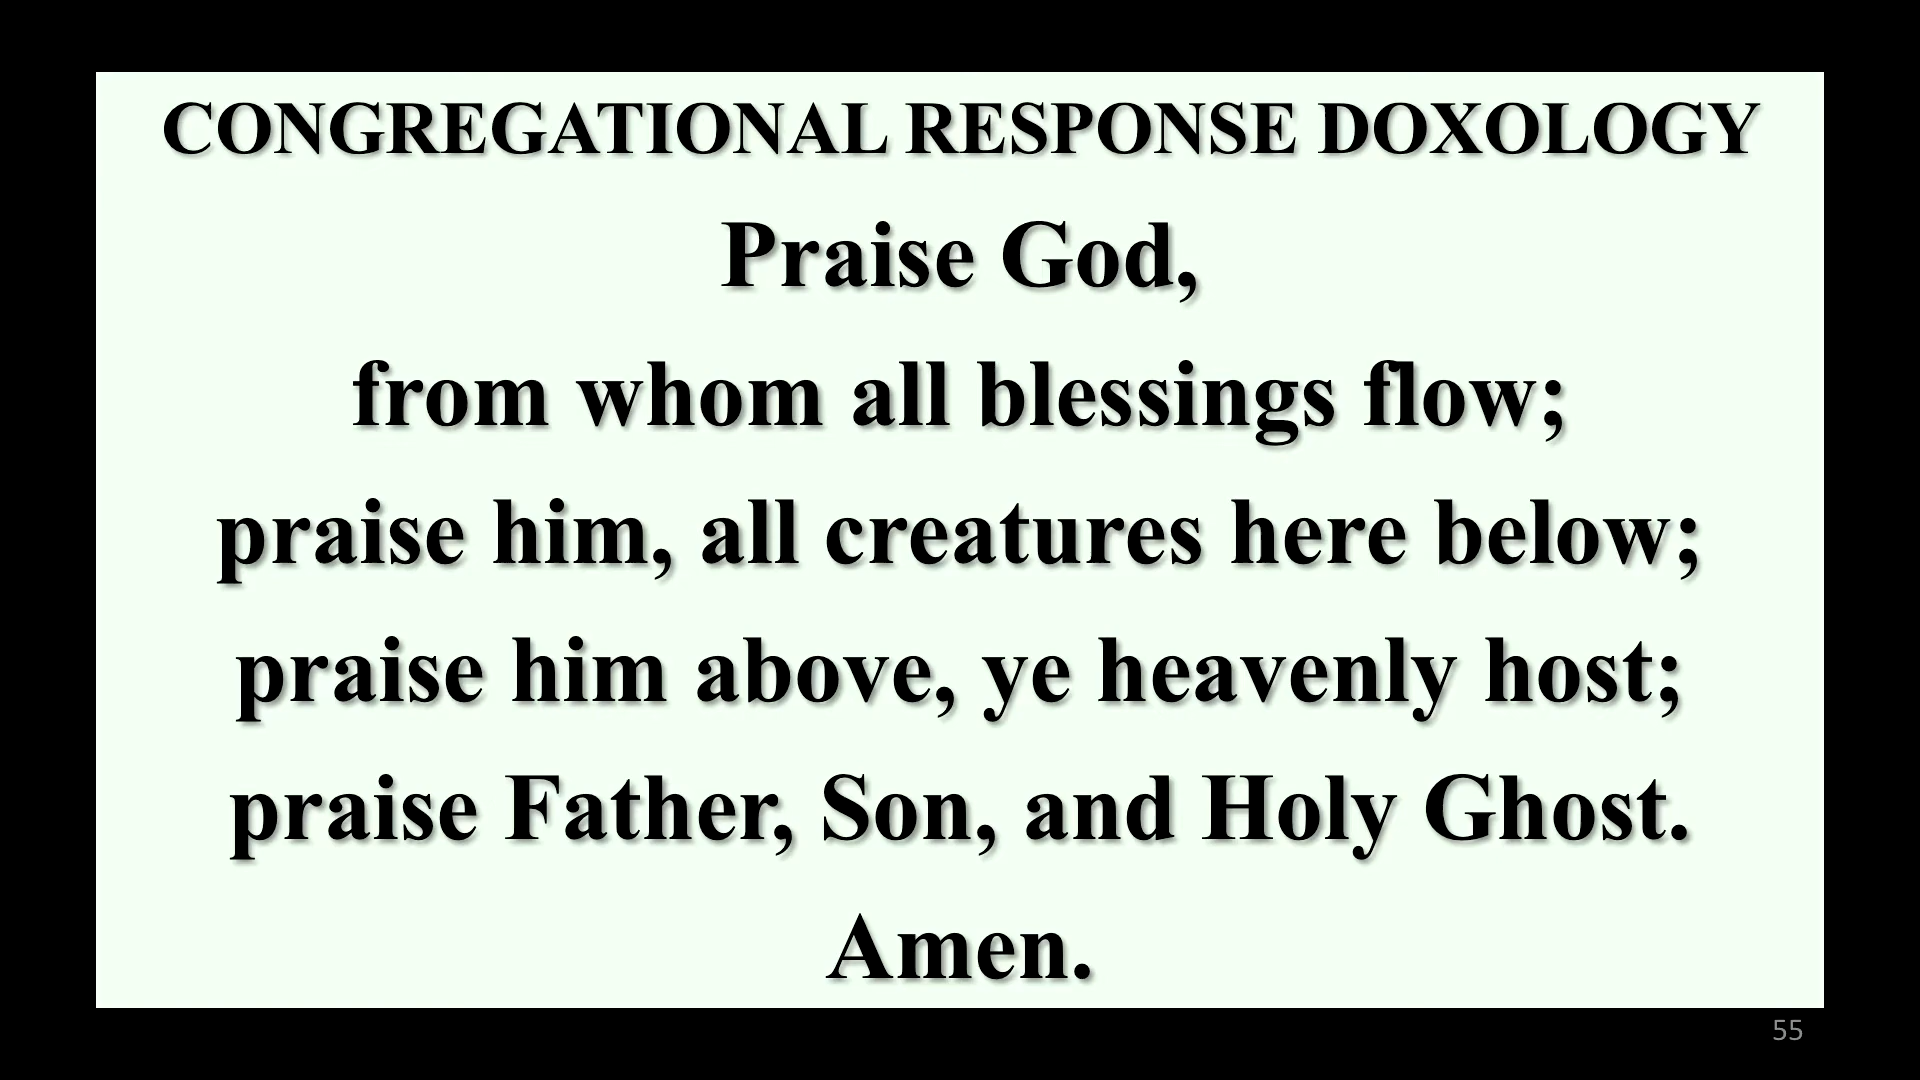 CONGREGATIONAL RESPONSE DOXOLOGY
Praise God,
from whom all blessings flow;
praise him, all creatures here below;
praise him above, ye heavenly host;
praise Father, Son, and Holy Ghost.
Amen.
55